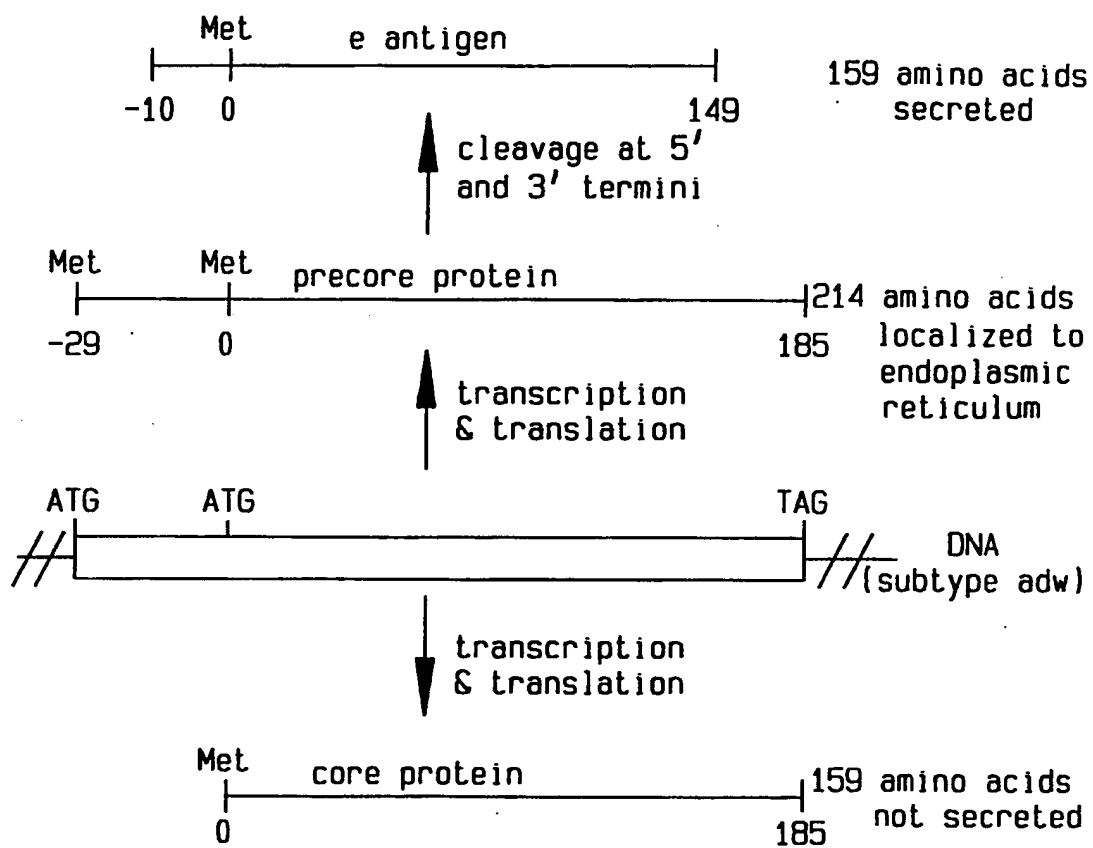 Met
e antigen
-10
0
149
159 amino acids
secreted
cleavage at 5'
and 3' termini
Met
Met
precore protein
-29
0
185
214 amino acids
localized to
endoplasmic
reticulum
transcription
& translation
ATG
ATG
TAG
DNA
(subtype adw)
transcription
& translation
Met
core protein
0
185
159 amino acids
not secreted